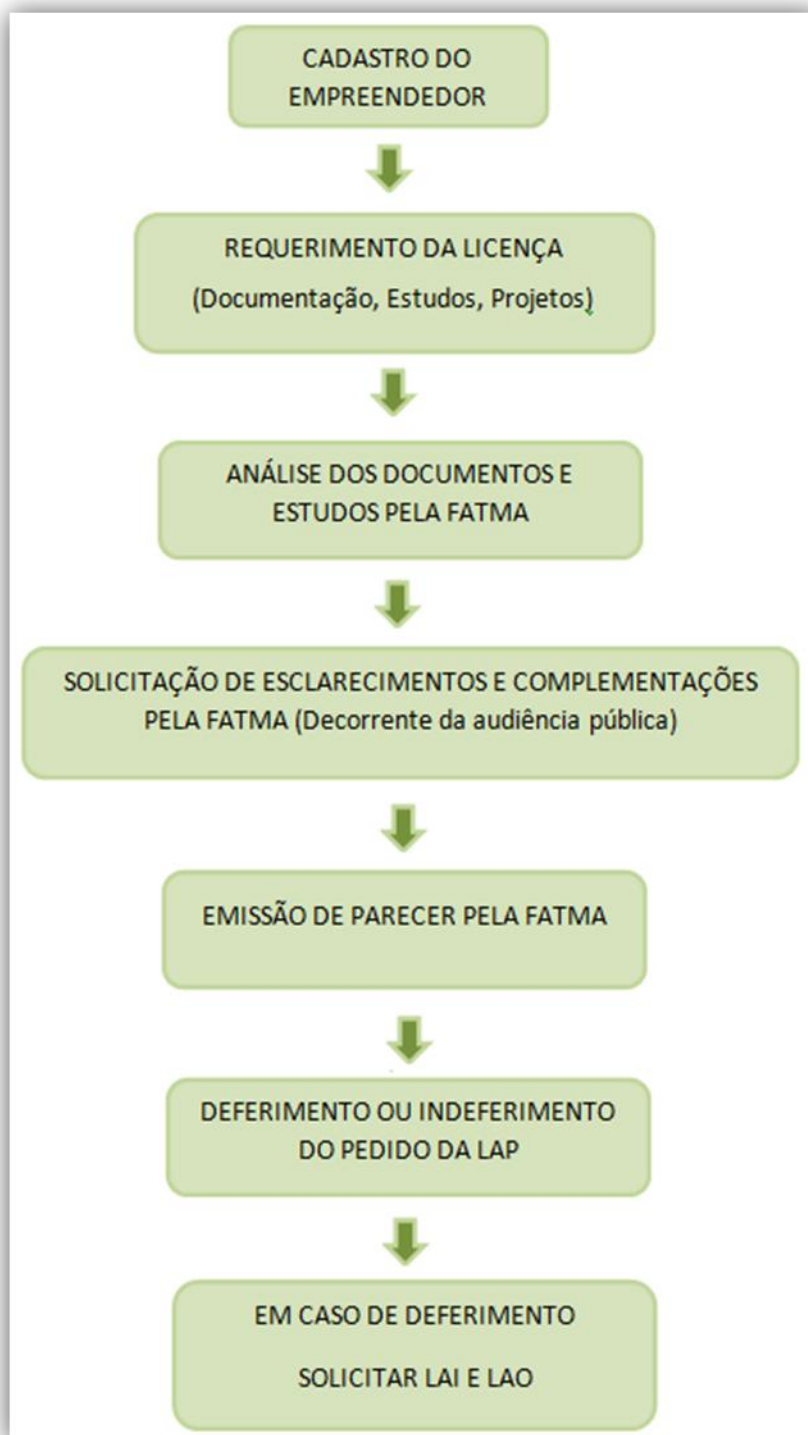 CADASTRO DO
EMPREENDEDOR
REQUERIMENTO DA LICENÇA
(Documentação, Estudos, Projetos)
ANÁLISE DOS DOCUMENTOS E
ESTUDOS PELA FATMA
SOLICITAÇÃO DE ESCLARECIMENTOS E COMPLEMENTAÇÕES
PELA FATMA (Decorrente da audiência pública)
EMISSÃO DE PARECER PELA FATMA
DEFERIMENTO OU INDEFERIMENTO
DO PEDIDO DA LAP
EM CASO DE DEFERIMENTO
SOLICITAR LAI E LAO